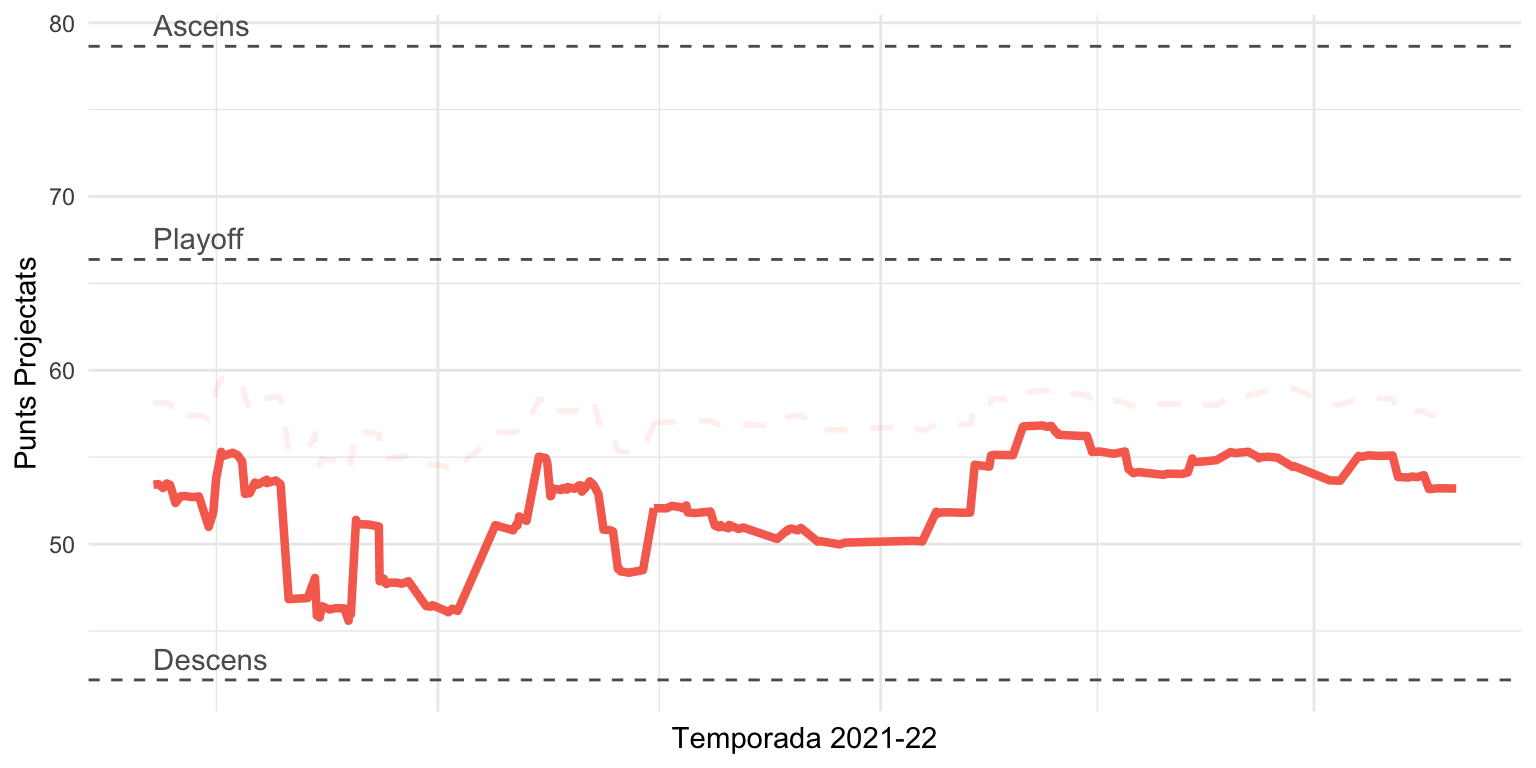 Ascens
80
70
Playoff
60
50
Descens
Punts Projectats
Temporada 2021-22